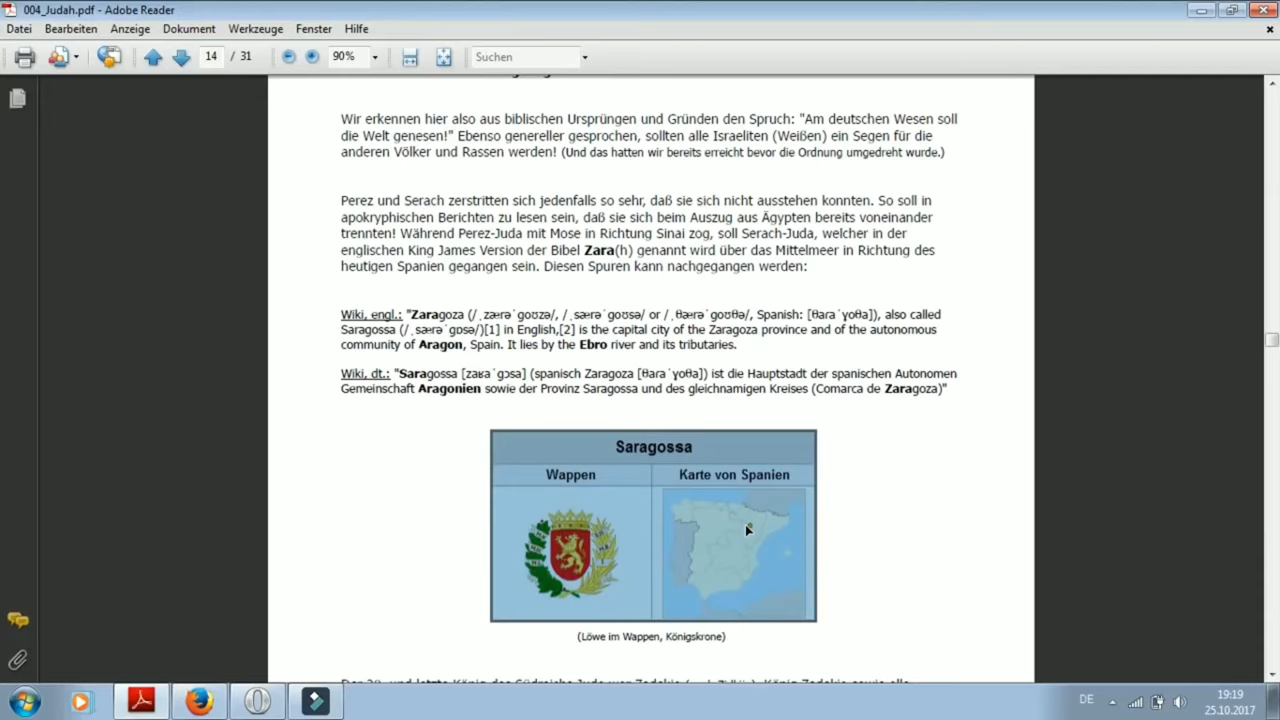 004_Judah.pdf - Adobe Reader
Datei Bearbeiten Anzeige Dokument Werkzeuge Fenster Hilfe
14 / 31 90% Suchen
Wir erkennen hier also aus biblischen Ursprüngen und Gründen den Spruch: "Am deutschen Wesen soll
die Welt genesen!" Ebenso genereller gesprochen, sollten alle Israeliten (Weißen) ein Segen für die
anderen Völker und Rassen werden! (Und das hatten wir bereits erreicht bevor die Ordnung umgedreht wurde.)
Perez und Serach zerstritten sich jedenfalls so sehr, daß sie sich nicht ausstehen konnten. So soll in
apokryphischen Berichten zu lesen sein, daß sie sich beim Auszug aus Ägypten bereits voneinander
trennten! Während Perez-Juda mit Mose in Richtung Sinai zog, soll Serach-Juda, welcher in der
englischen King James Version der Bibel Zara(h) genannt wird über das Mittelmeer in Richtung des
heutigen Spanien gegangen sein. Diesen Spuren kann nachgegangen werden:
Wiki, engl.: "Zaragoza (/ˌzærəˈɡoʊzə/, /ˌsærəˈɡoʊsə/ or /ˌθærəˈɡoʊθə/, Spanish: [θaɾaˈɣoθa]), also called
Saragossa (/ˌsærəˈɡɒsə/)[1] in English,[2] is the capital city of the Zaragoza province and of the autonomous
community of Aragon, Spain. It lies by the Ebro river and its tributaries.
Wiki, dt.: "Saragossa [zaʁaˈɡɔsa] (spanisch Zaragoza [θaɾaˈɣoθa]) ist die Hauptstadt der spanischen Autonomen
Gemeinschaft Aragonien sowie der Provinz Saragossa und des gleichnamigen Kreises (Comarca de Zaragoza)"
Saragossa
Wappen Karte von Spanien
(Löwe im Wappen, Königskrone)
DE 19:19
25.10.2017